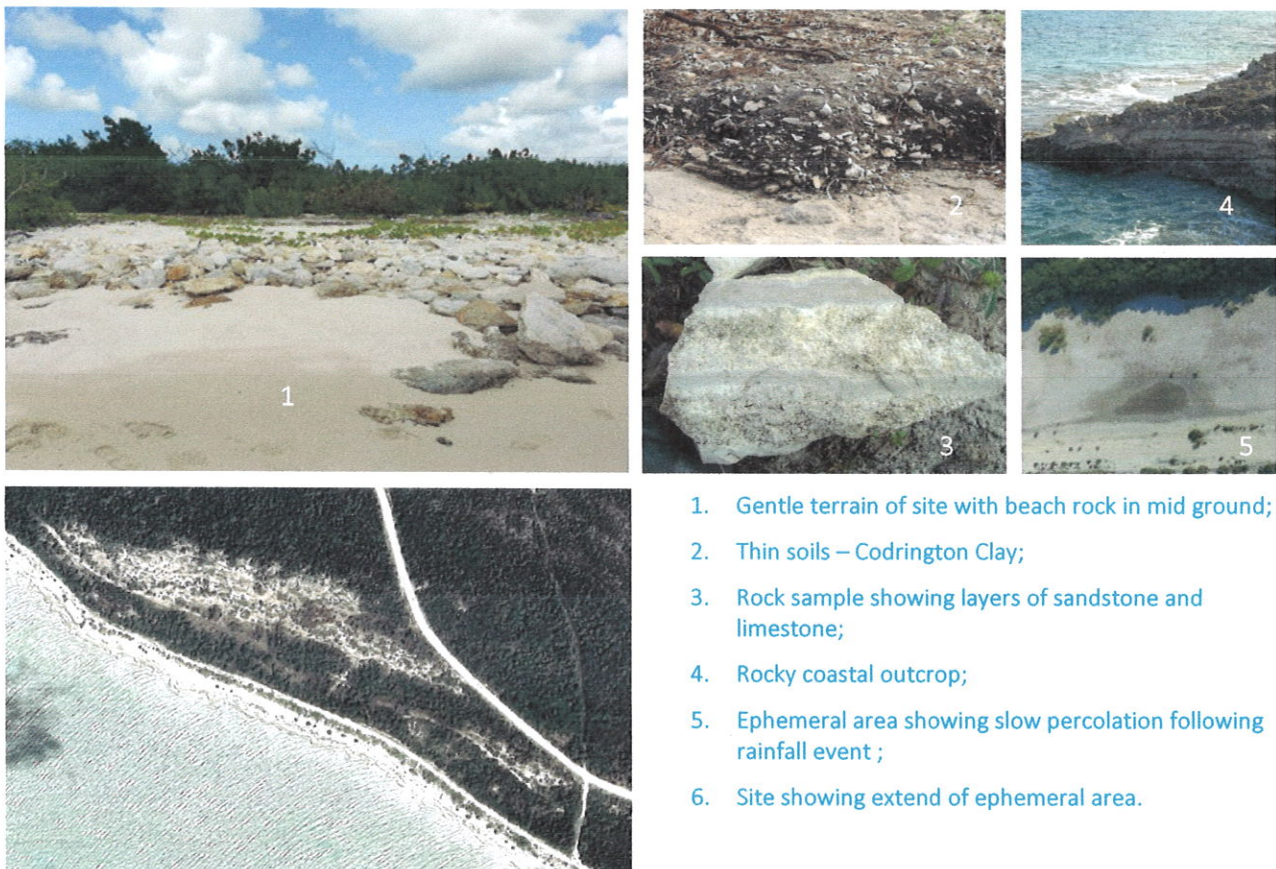 1
2
4
3
5
1. Gentle terrain of site with beach rock in mid ground;
2. Thin soils – Codrington Clay;
3. Rock sample showing layers of sandstone and
limestone;
4. Rocky coastal outcrop;
5. Ephemeral area showing slow percolation following
rainfall event ;
6. Site showing extend of ephemeral area.